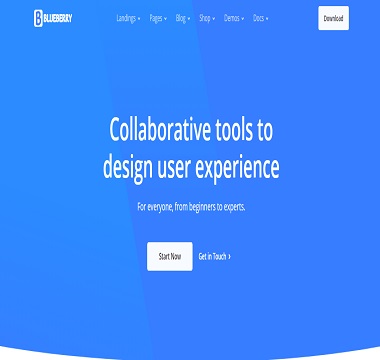 BLUEBERRY
Landings Pages Blog Shop Demos Docs
Download
Collaborative tools to
design user experience
For everyone, from beginners to experts.
Start Now Get in Touch ›